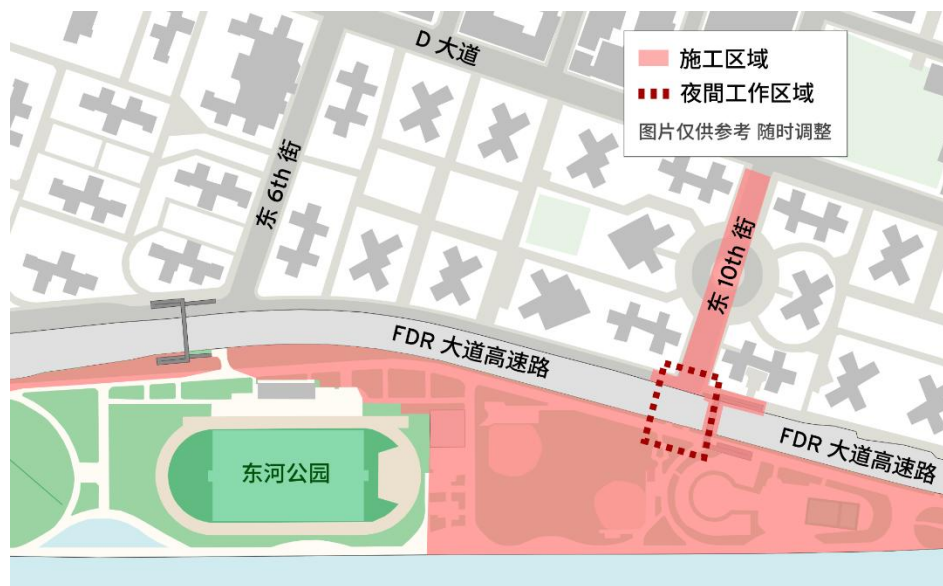 D 大道
施工区域
夜間工作区域
图片仅供参考 随时调整
东 6th 街
东 10th 街
FDR 大道高速路
FDR 大道高速路
东河公园